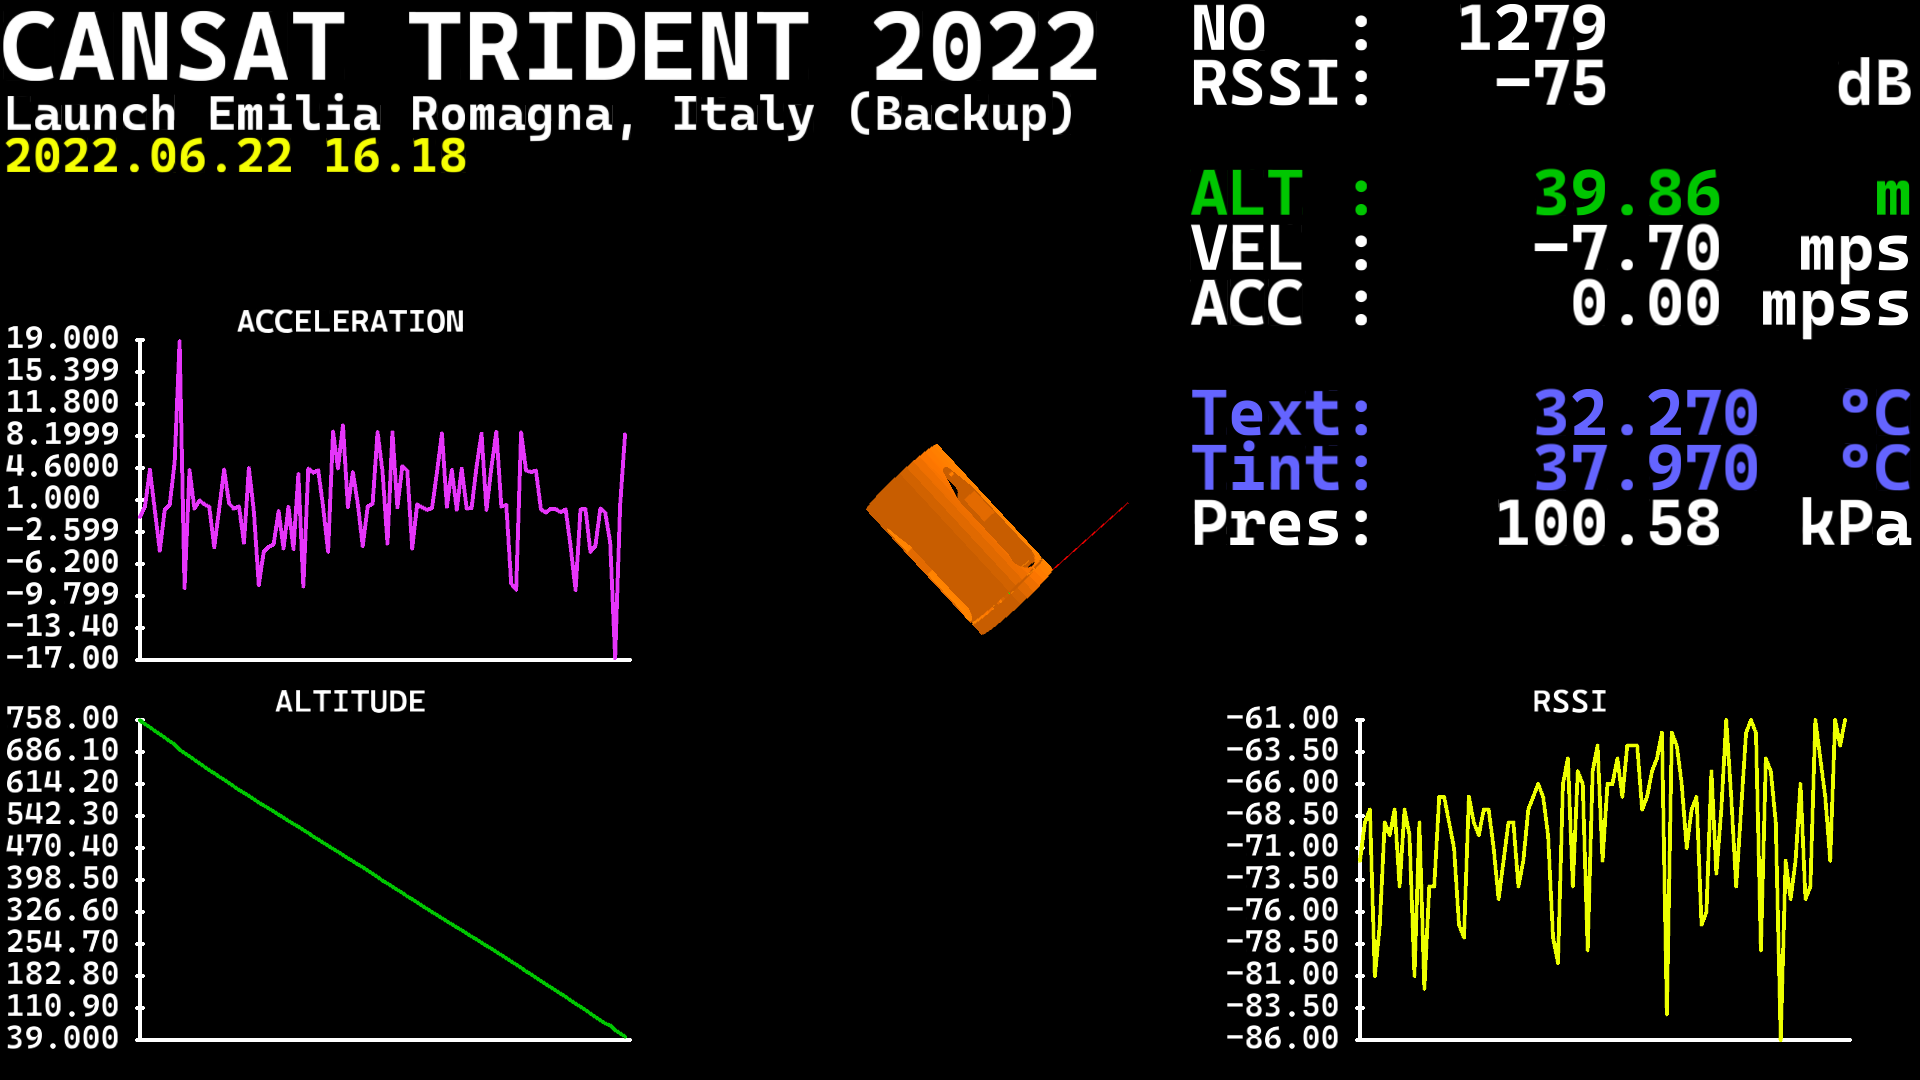 CANSAT TRIDENT 2022
Launch Emilia Romagna, Italy (Backup)
2022.06.22 16.18
NO : 1279
RSSI: -75 dB
ALT : 39.86 m
VEL : -7.70 mps
ACC : 0.00 mpss
Text: 32.270 °C
Tint: 37.970 °C
Pres: 100.58 kPa
ACCELERATION
19.000
15.399
11.800
8.1999
4.6000
1.000
-2.599
-6.200
-9.799
-13.40
-17.00
ALTITUDE
758.00
686.10
614.20
542.30
470.40
398.50
326.60
254.70
182.80
110.90
39.000
RSSI
-61.00
-63.50
-66.00
-68.50
-71.00
-73.50
-76.00
-78.50
-81.00
-83.50
-86.00